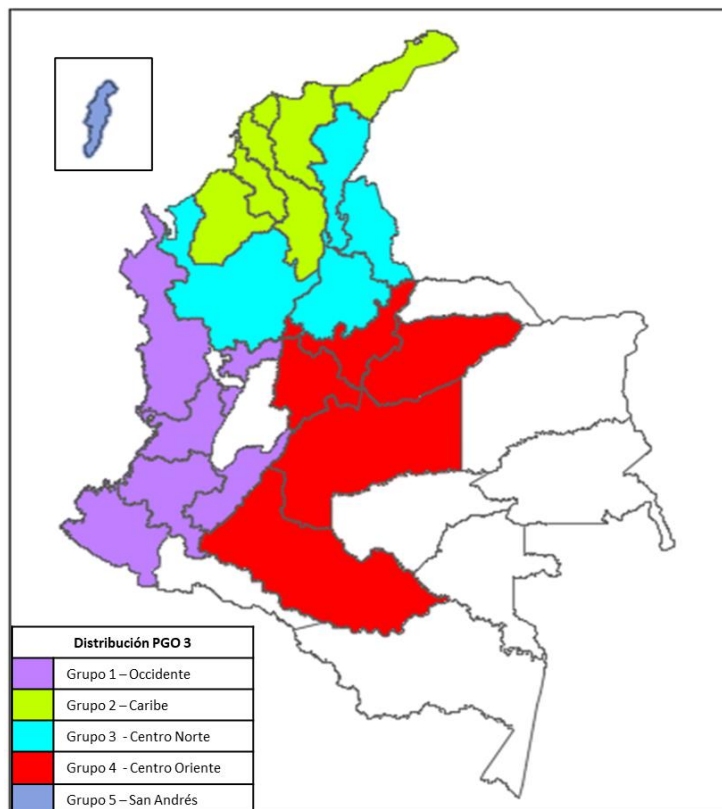 Distribución PGO 3
Grupo 1 – Occidente
Grupo 2 – Caribe
Grupo 3 - Centro Norte
Grupo 4 - Centro Oriente
Grupo 5 – San Andrés